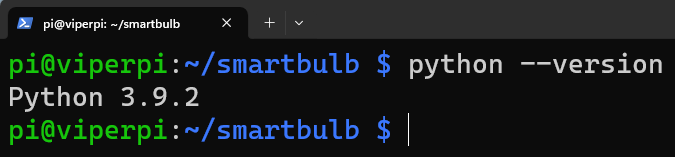 pi@viperpi: ~/smartbulb
pi@viperpi:~/smartbulb $ python --version
Python 3.9.2
pi@viperpi:~/smartbulb $